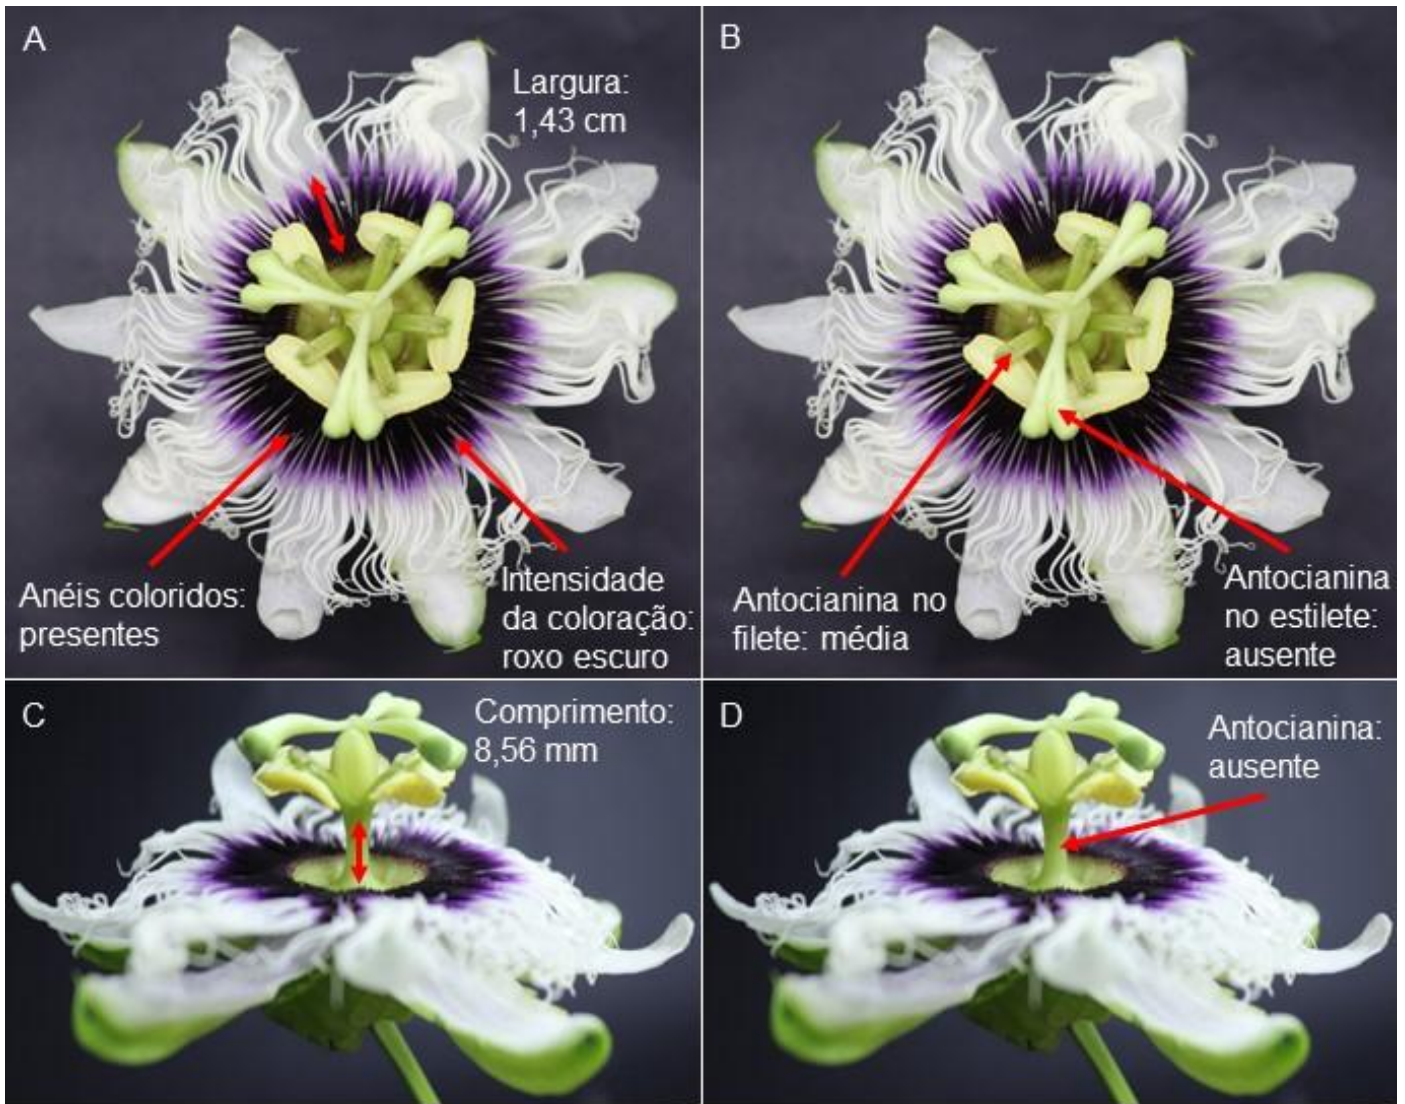 A
Largura:
1,43 cm
Anéis coloridos:
presentes
Intensidade
da coloração:
roxo escuro
B
Antocianina no
filete: média
Antocianina
no estilete:
ausente
C
Comprimento:
8,56 mm
D
Antocianina:
ausente